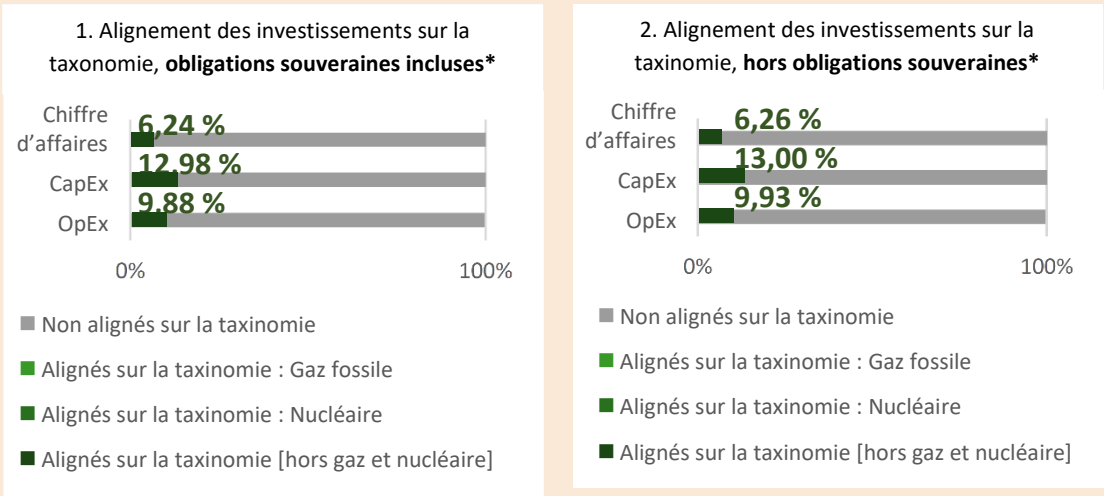 1. Alignement des investissements sur la
taxonomie, obligations souveraines incluses*
Chiffre
d'affaires
6,24 %
CapEx
12,98 %
OpEx
9,88 %
0%
100%
Non alignés sur la taxinomie
Alignés sur la taxinomie : Gaz fossile
Alignés sur la taxinomie : Nucléaire
Alignés sur la taxinomie [hors gaz et nucléaire]
2. Alignement des investissements sur la
taxinomie, hors obligations souveraines*
Chiffre
d'affaires
6,26 %
CapEx
13,00 %
OpEx
9,93 %
0%
100%
Non alignés sur la taxinomie
Alignés sur la taxinomie : Gaz fossile
Alignés sur la taxinomie : Nucléaire
Alignés sur la taxinomie [hors gaz et nucléaire]